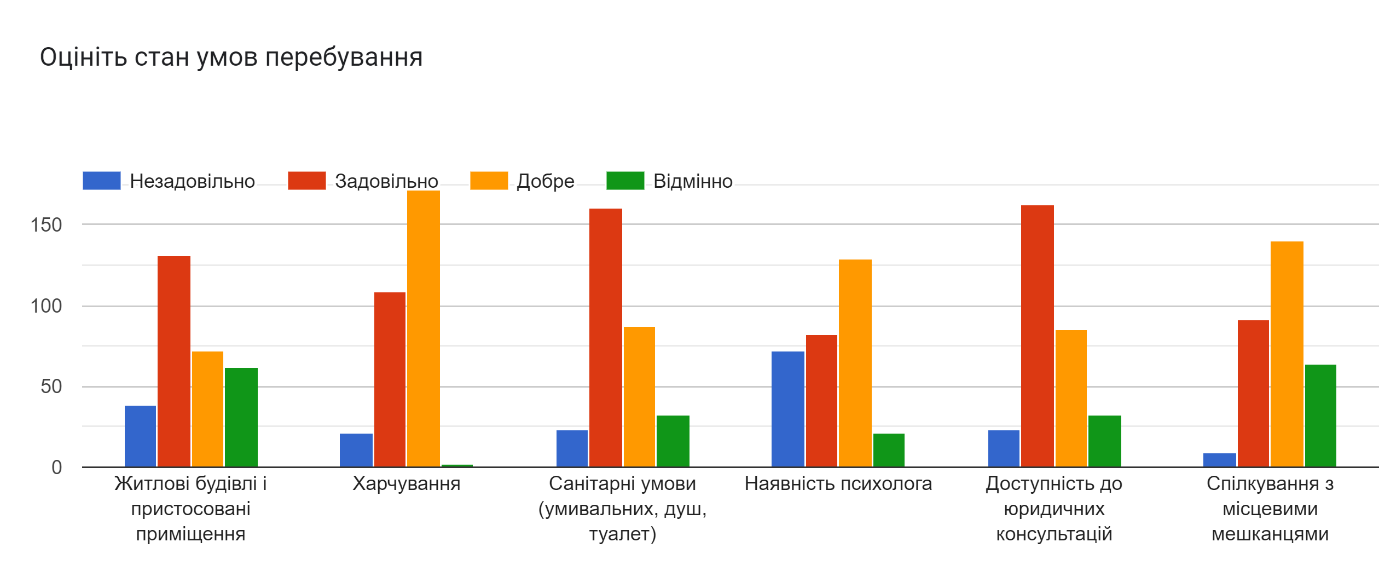 Оцініть стан умов перебування
Незадовільно
Задовільно
Добре
Відмінно
150
100
50
0
Житлові будівлі і
пристосовані
приміщення
Харчування
Санітарні умови
(умивальних, душ,
туалет)
Наявність психолога
Доступність до
юридичних
консультацій
Спілкування з
місцевими
мешканцями